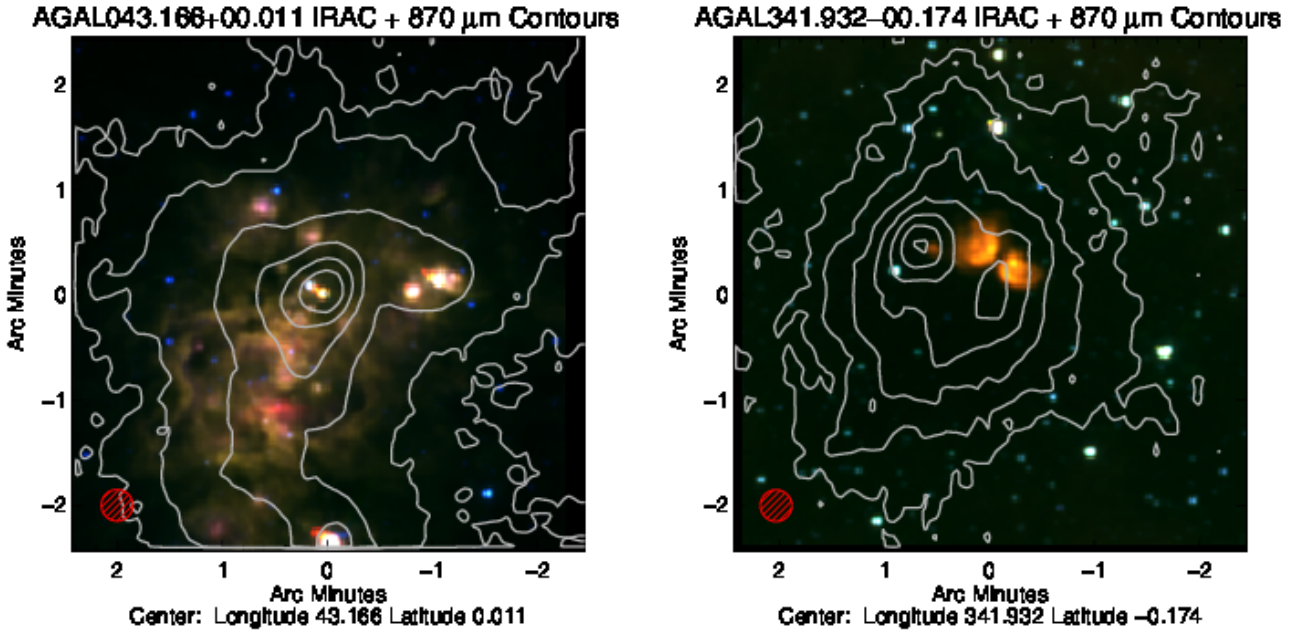 AGAL043.166+00.011 IRAC + 870 μm Contours
2
1
0
−1
−2
Arc Minutes
2 1 0 −1 −2
Arc Minutes
Center: Longitude 43.166 Latitude 0.011
AGAL341.932−00.174 IRAC + 870 μm Contours
2
1
0
−1
−2
Arc Minutes
2 1 0 −1 −2
Arc Minutes
Center: Longitude 341.932 Latitude −0.174